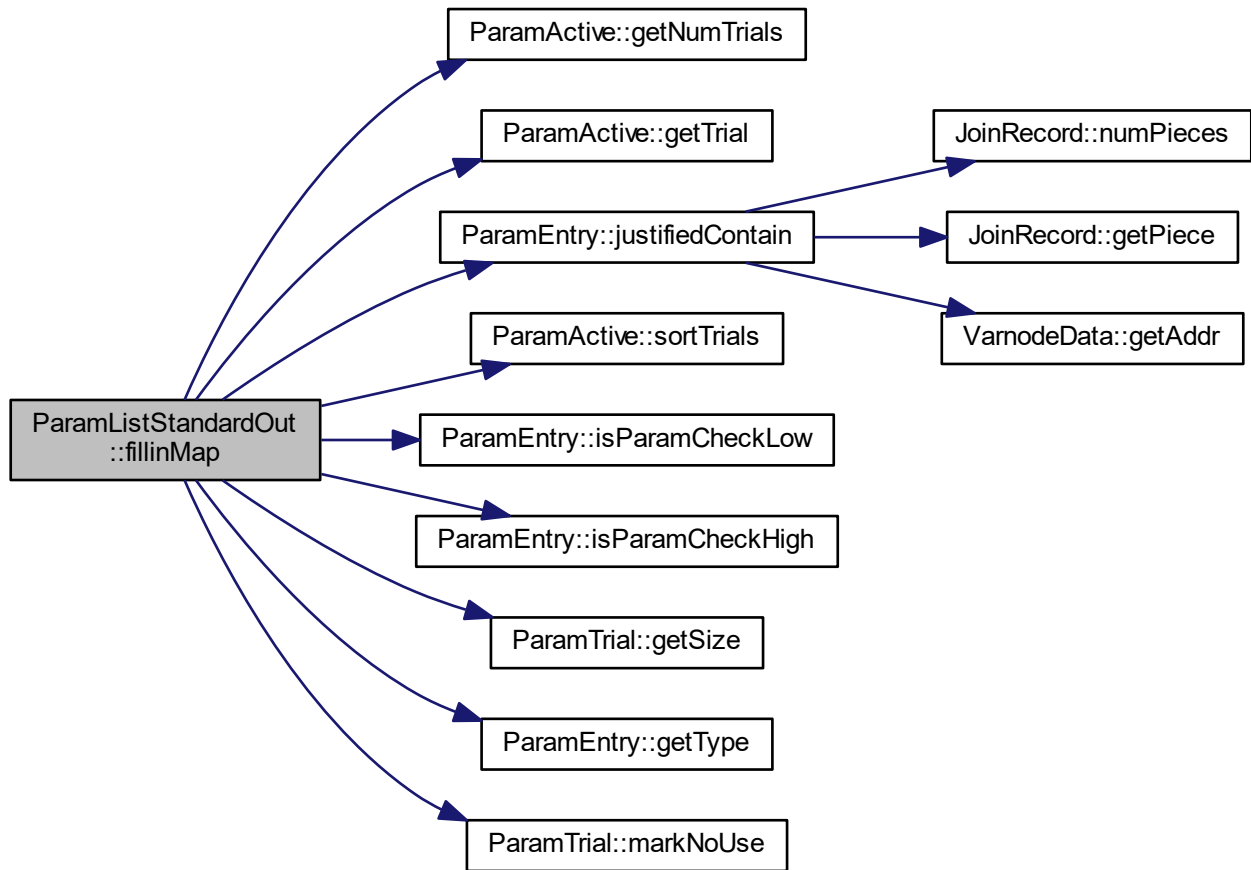 ParamActive::getNumTrials
ParamActive::getTrial
JoinRecord::numPieces
ParamEntry::justifiedContain
JoinRecord::getPiece
ParamActive::sortTrials
VarnodeData::getAddr
ParamListStandardOut
::fillinMap
ParamEntry::isParamCheckLow
ParamEntry::isParamCheckHigh
ParamTrial::getSize
ParamEntry::getType
ParamTrial::markNoUse